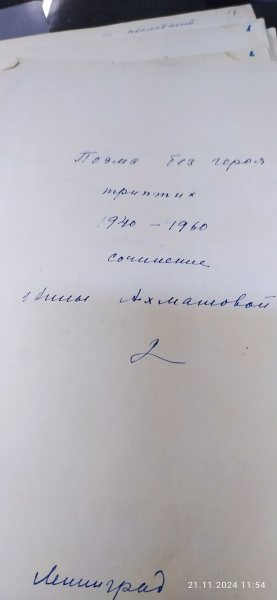 Поэма без героя
триптих
1940 – 1960
сочинение
Анны Ахматовой
2
Ленинград
21.11.2024 11:54